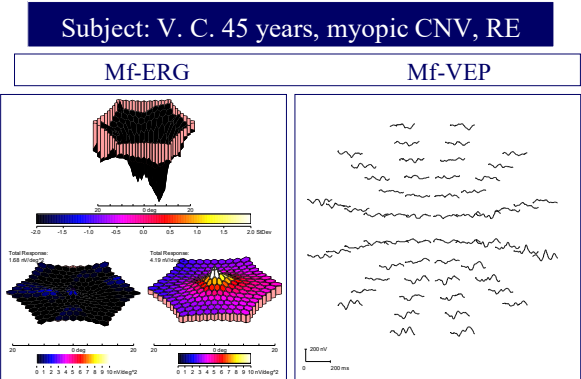 Subject: V. C. 45 years, myopic CNV, RE
Mf-ERG
Mf-VEP
20 0 deg 20
-2.0 -1.5 -1.0 -0.5 0.0 0.5 1.0 1.5 2.0 StDev
Total Response:
1.68 nV/deg^2
Total Response:
4.19 nV/deg^2
20 0 deg 20
20 0 deg 20
0 1 2 3 4 5 6 7 8 9 10 nV/deg^2
0 1 2 3 4 5 6 7 8 9 10 nV/deg^2
200 nV
0 200 ms